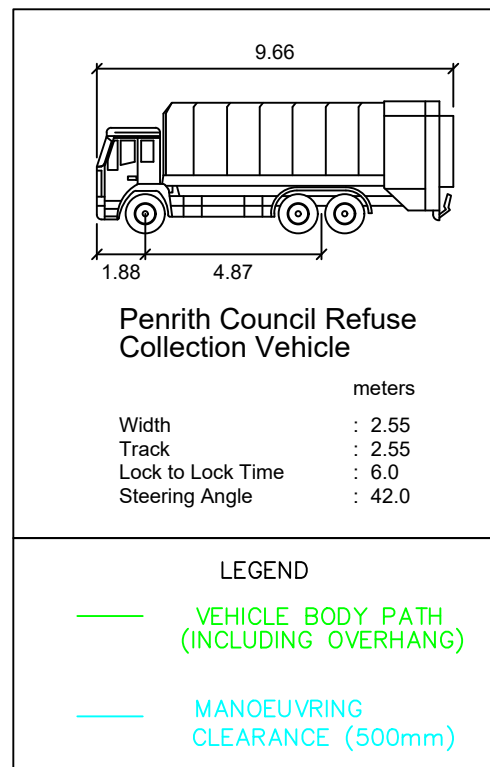 9.66
1.88 4.87
Penrith Council Refuse
Collection Vehicle
meters
Width : 2.55
Track : 2.55
Lock to Lock Time : 6.0
Steering Angle : 42.0
LEGEND
VEHICLE BODY PATH
(INCLUDING OVERHANG)
MANOEUVRING
CLEARANCE (500mm)